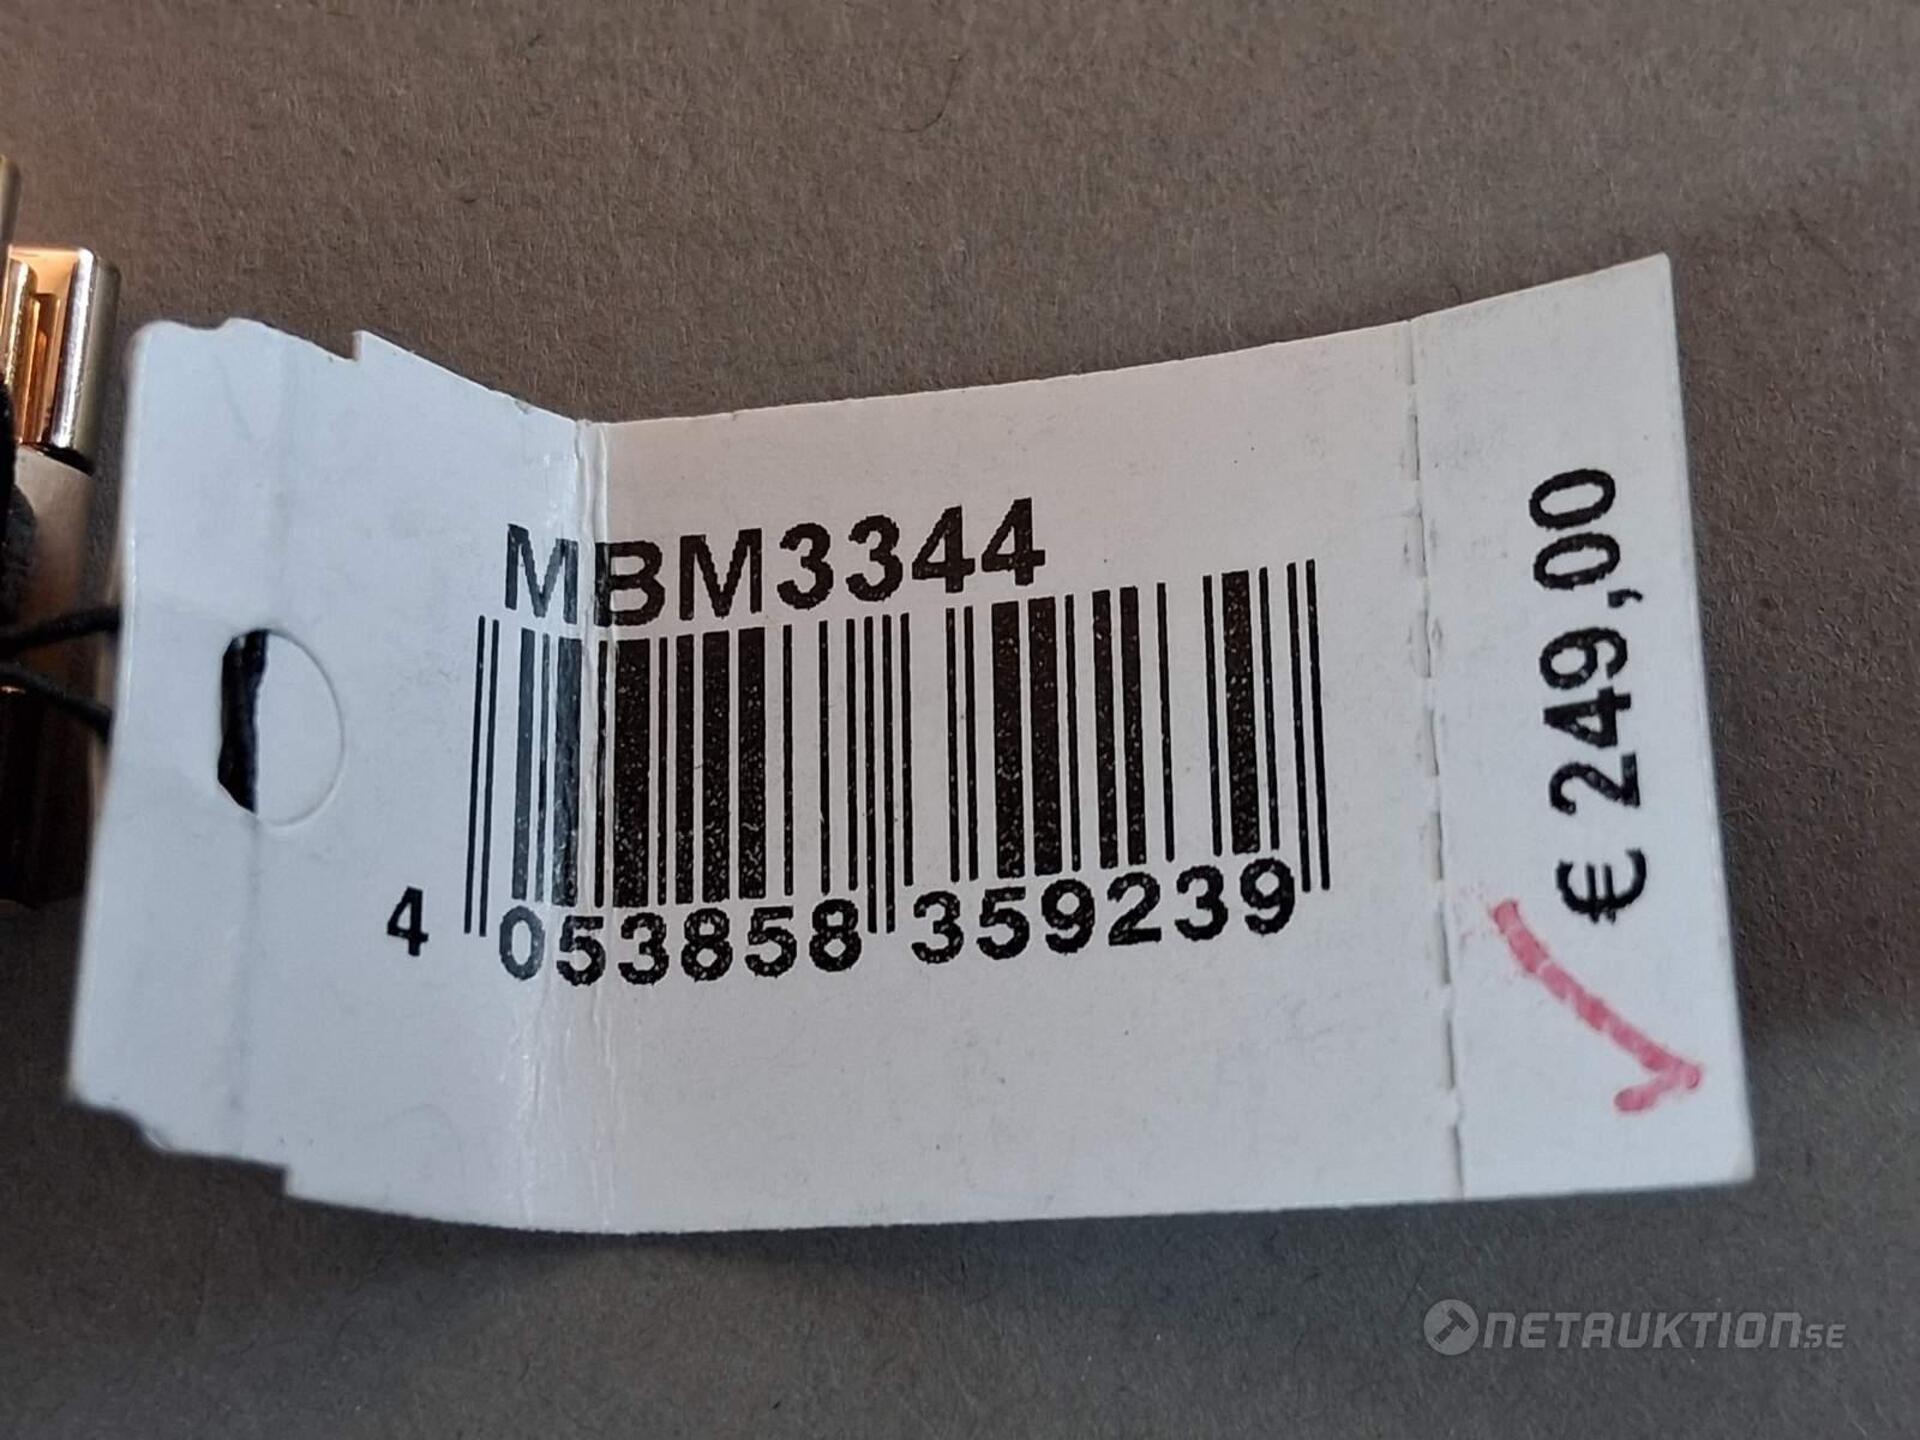 MBM3344
4 053858 359239
€ 249,00
NETAUKTION.SE